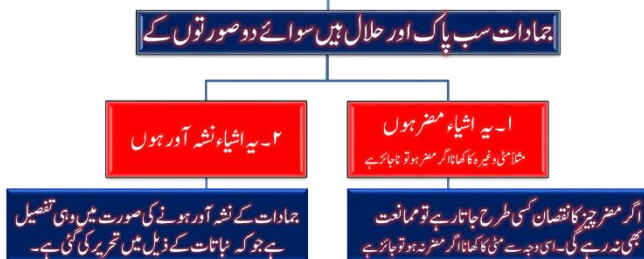 جمادات سب پاک اور حلال ہیں سوائے دو صورتوں کے
۱۔ یہ اشیاء مضر ہوں
مثلاً مٹی وغیرہ کا کھانا اگر مضر ہو تو ناجائز ہے
۲۔ یہ اشیاء نشہ آور ہوں
اگر مضر چیز کا نقصان کسی طرح جاتا رہے تو ممانعت
بھی نہ رہے گی۔ اسی وجہ سے مٹی کا کھانا اگر مضر نہ ہو تو جائز ہے
جمادات کے نشہ آور ہونے کی صورت میں وہی تفصیل
ہے جو کہ نباتات کے ذیل میں تحریر کی گئی ہے۔